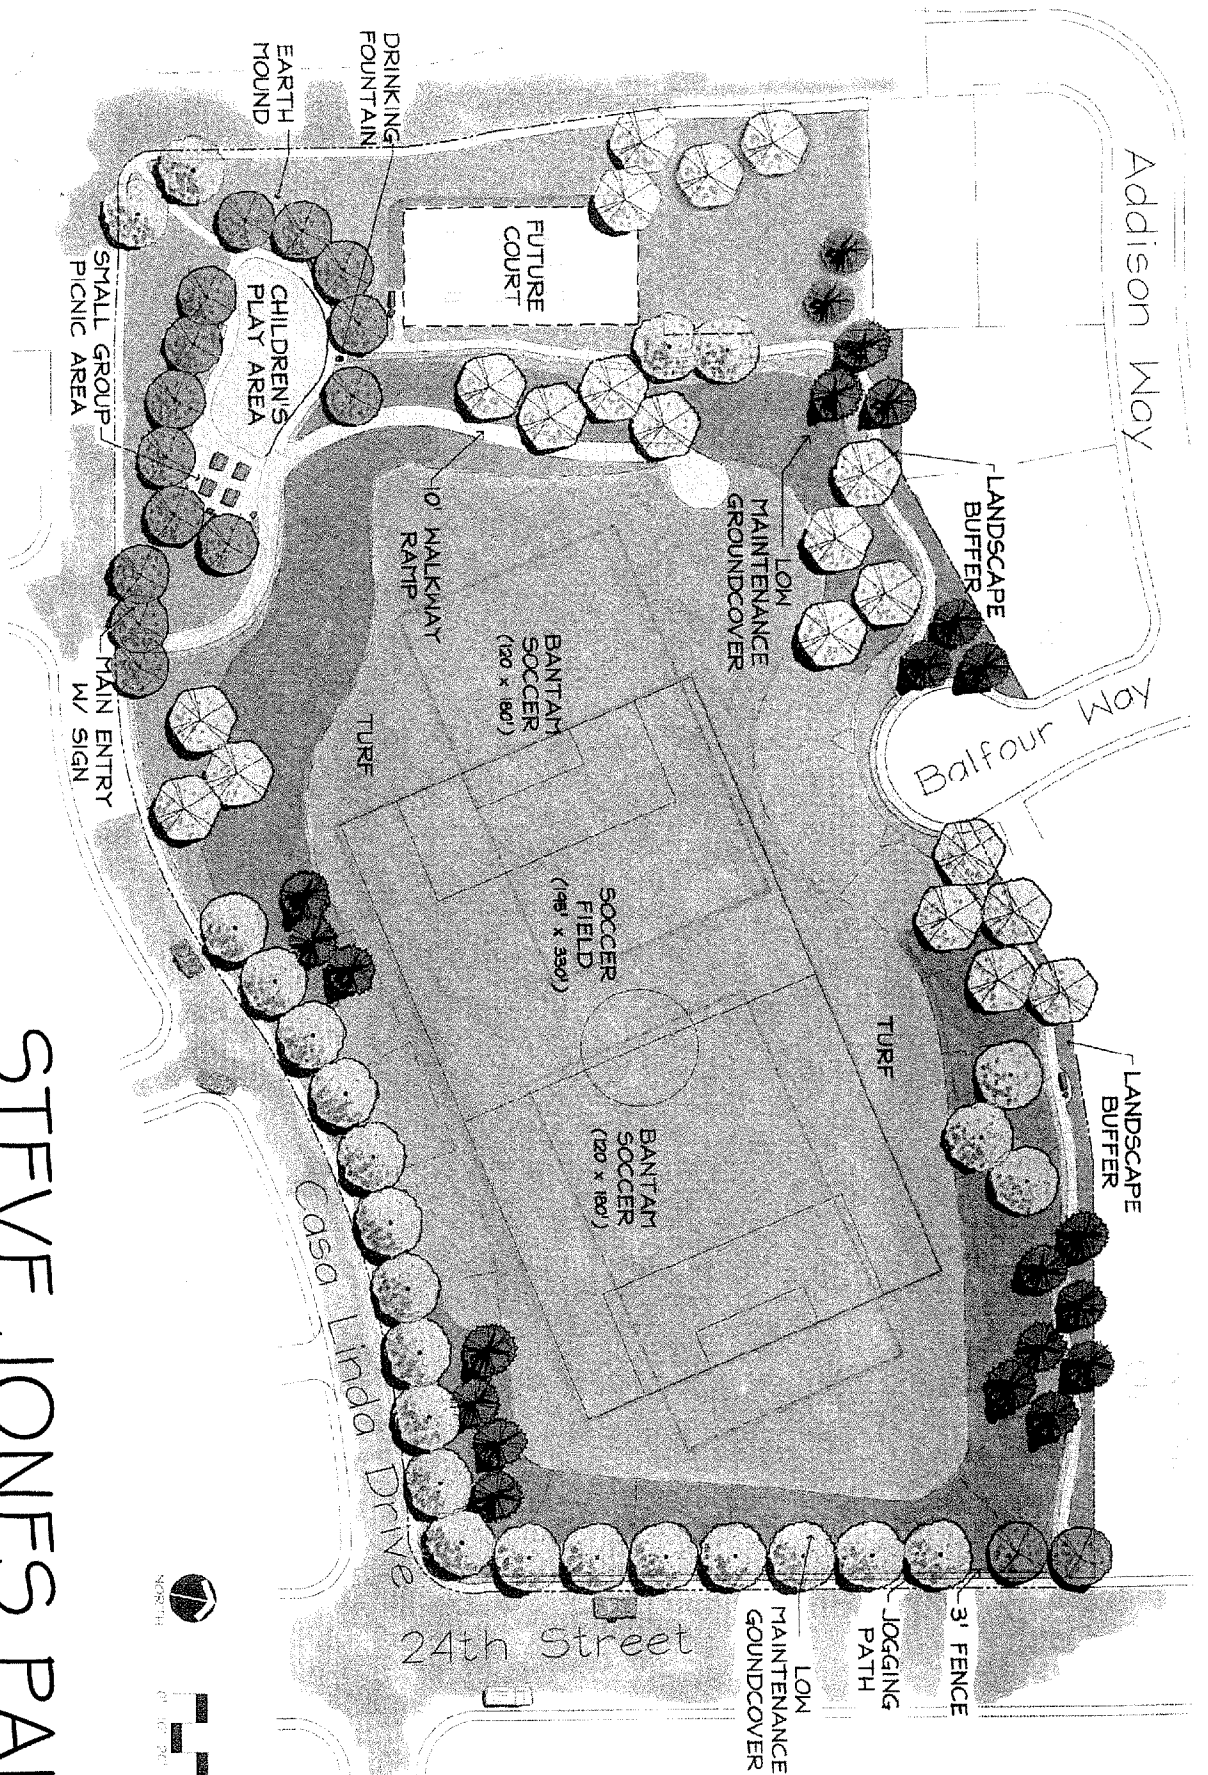 Addison Way
DRINKING
FOUNTAIN
EARTH
MOUND
FUTURE
COURT
CHILDREN'S
PLAY AREA
SMALL GROUP
PICNIC AREA
LANDSCAPE
BUFFER
LOW
MAINTENANCE
GROUNDCOVER
10' WALKWAY
RAMP
BANTAM
SOCCER
(120 x 180')
MAIN ENTRY
W/ SIGN
TURF
Balfour Way
SOCCER
FIELD
(195' x 330')
TURF
LANDSCAPE
BUFFER
BANTAM
SOCCER
(120 x 180')
Casa Linda Drive
24th Street
3' FENCE
JOGGING
PATH
LOW
MAINTENANCE
GOUNDCOVER
NORTH
STEVE JONES PA